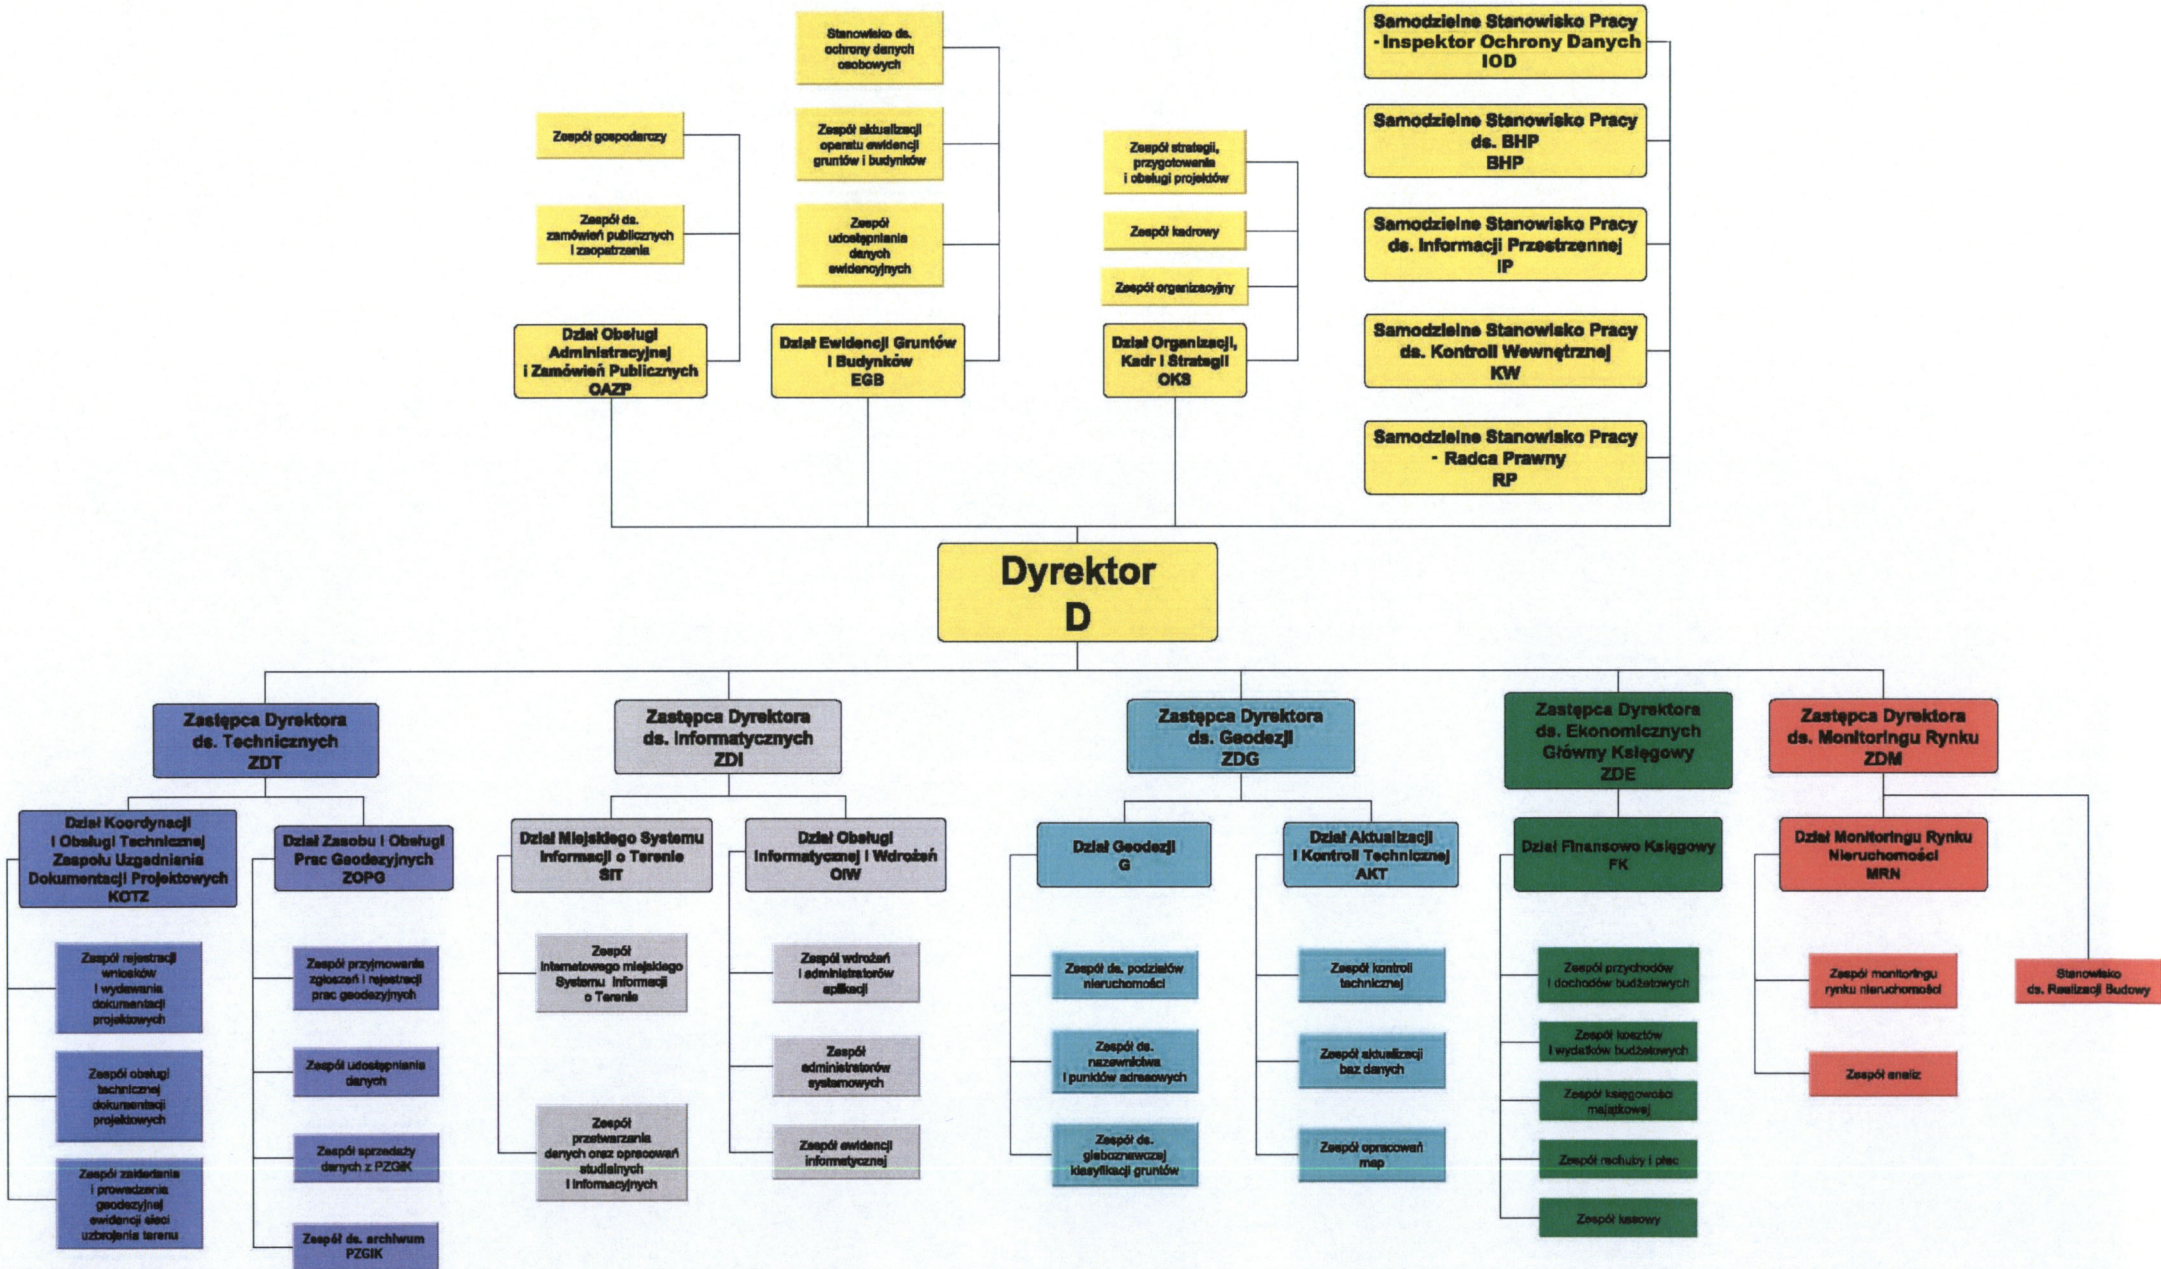 Stanowisko ds.
ochrony danych
osobowych
Zespół gospodarczy
Zespół aktualizacji
operatu ewidencji
gruntów i budynków
Zespół ds.
zamówień publicznych
i zaopatrzenia
Zespół
udostępniania
danych
ewidencyjnych
Zespół strategii,
przygotowania
i obsługi projektów
Zespół kadrowy
Zespół organizacyjny
Dział Obsługi
Administracyjnej
i Zamówień Publicznych
OAZP
Dział Ewidencji Gruntów
i Budynków
EGB
Dział Organizacji,
Kadr i Strategii
OKS
Samodzielne Stanowisko Pracy
- Inspektor Ochrony Danych
IOD
Samodzielne Stanowisko Pracy
ds. BHP
BHP
Samodzielne Stanowisko Pracy
ds. Informacji Przestrzennej
IP
Samodzielne Stanowisko Pracy
ds. Kontroli Wewnętrznej
KW
Samodzielne Stanowisko Pracy
- Radca Prawny
RP
Dyrektor
D
Zastępca Dyrektora
ds. Technicznych
ZDT
Zastępca Dyrektora
ds. Informatycznych
ZDI
Zastępca Dyrektora
ds. Geodezji
ZDG
Zastępca Dyrektora
ds. Ekonomicznych
Główny Księgowy
ZDE
Zastępca Dyrektora
ds. Monitoringu Rynku
ZDM
Dział Koordynacji
i Obsługi Technicznej
Zespołu Uzgadniania
Dokumentacji Projektowych
KOTZ
Dział Zasobu i Obsługi
Prac Geodezyjnych
ZOPG
Dział Miejskiego Systemu
Informacji o Terenie
SIT
Dział Obsługi
Informatycznej i Wdrożeń
OIW
Dział Geodezji
G
Dział Aktualizacji
i Kontroli Technicznej
AKT
Dział Finansowo Księgowy
FK
Dział Monitoringu Rynku
Nieruchomości
MRN
Zespół rejestracji
wniosków
i wydawania
dokumentacji
projektowych
Zespół obsługi
technicznej
dokumentacji
projektowych
Zespół zakładania
i prowadzenia
geodezyjnej
ewidencji sieci
uzbrojenia terenu
Zespół przyjmowania
zgłoszeń i rejestracji
prac geodezyjnych
Zespół udostępniania
danych
Zespół sprzedaży
danych z PZGIK
Zespół ds. archiwum
PZGIK
Zespół
internetowego miejskiego
Systemu Informacji
o Terenie
Zespół
przetwarzania
danych oraz opracowań
studialnych
i informacyjnych
Zespół wdrożeń
i administratorów
aplikacji
Zespół
administratorów
systemowych
Zespół ewidencji
informatycznej
Zespół ds. podziałów
nieruchomości
Zespół ds.
nazewnictwa
i punktów adresowych
Zespół ds.
gleboznawczej
klasyfikacji gruntów
Zespół kontroli
technicznej
Zespół aktualizacji
baz danych
Zespół opracowań
map
Zespół przychodów
i dochodów budżetowych
Zespół kosztów
i wydatków budżetowych
Zespół księgowości
majątkowej
Zespół rachuby i płac
Zespół kasowy
Zespół monitoringu
rynku nieruchomości
Zespół analiz
Stanowisko
ds. Realizacji Budowy